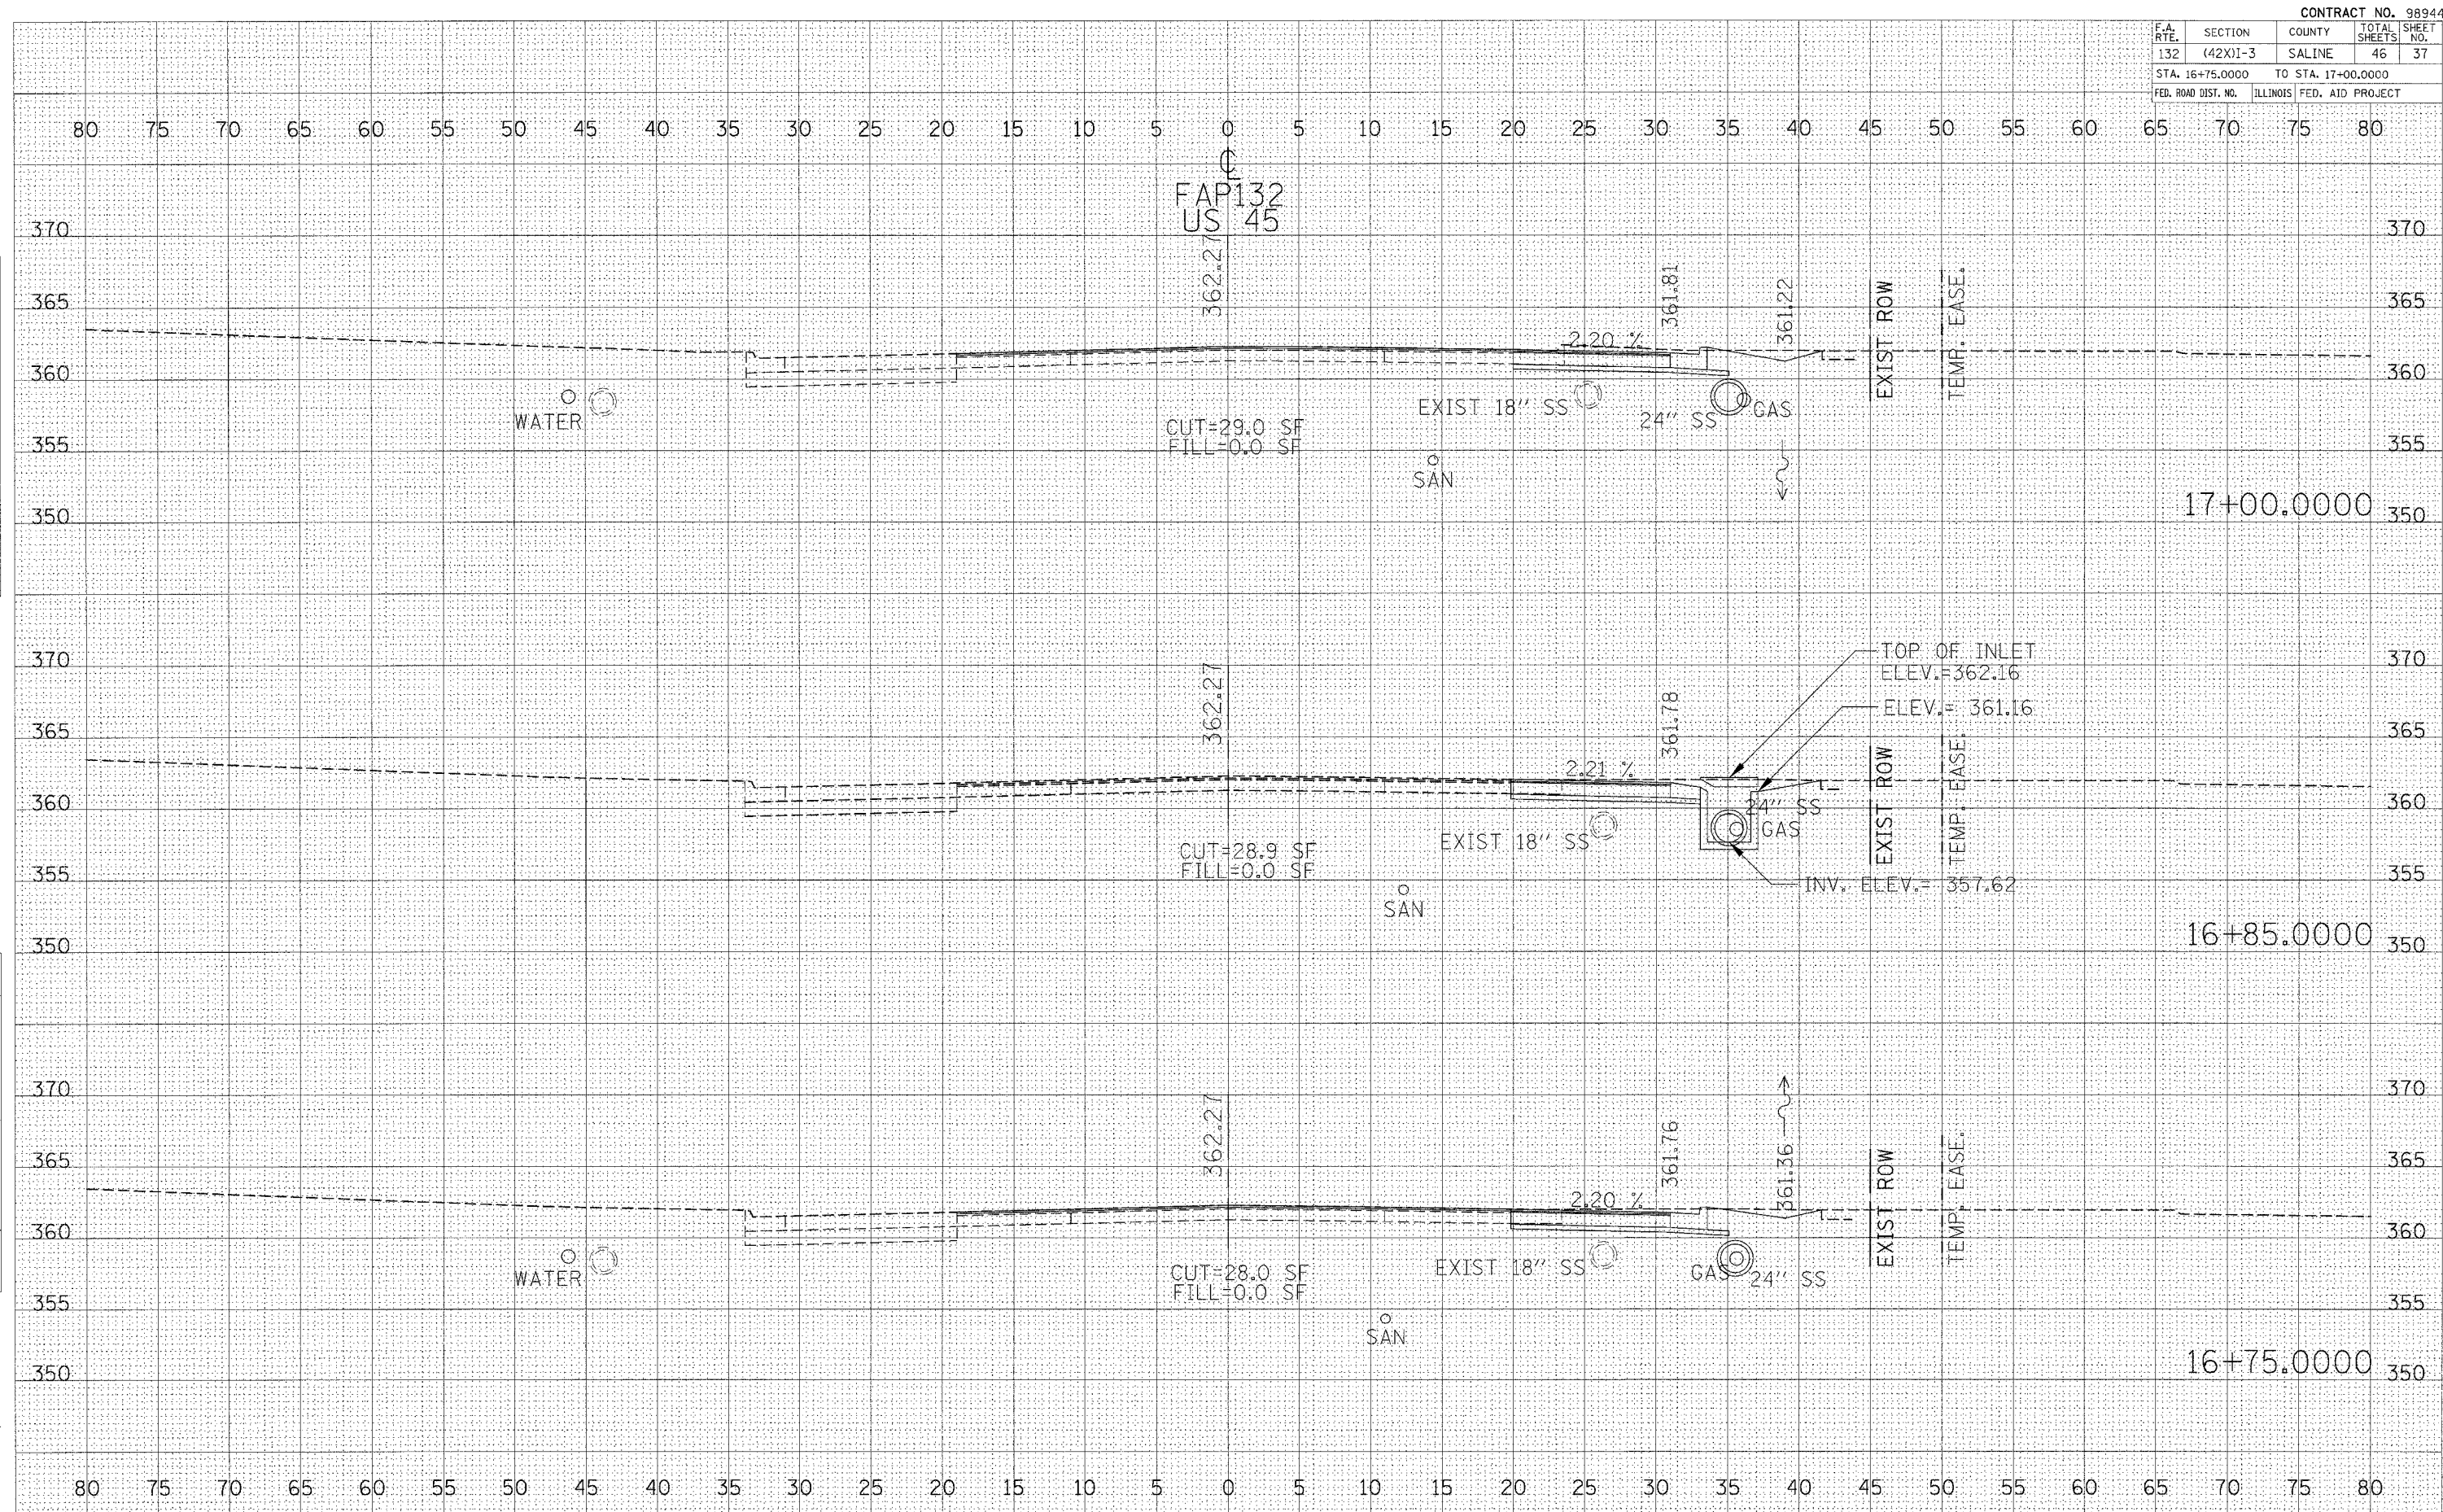 CONTRACT NO. 98944
F.A. RTE. SECTION COUNTY TOTAL SHEETS SHEET NO.
132 (42X)I-3 SALINE 46 37
STA. 16+75.0000 TO STA. 17+00.0000
FED. ROAD DIST. NO. ILLINOIS FED. AID PROJECT
80 75 70 65 60 55 50 45 40 35 30 25 20 15 10 5 0 5 10 15 20 25 30 35 40 45 50 55 60 65 70 75 80
℄
FAP132
US 45
370 370
365 362.27 361.81 361.22 EXIST ROW TEMP. EASE. 365
2.20 %
360 360
WATER EXIST 18" SS 24" SS GAS
CUT=29.0 SF
FILL=0.0 SF
355 355
SAN
17+00.0000
350 350
TOP OF INLET
370 370
ELEV.=362.16
ELEV.= 361.16
365 362.27 361.78 EXIST ROW TEMP. EASE. 365
2.21 %
360 24" SS 360
EXIST 18" SS GAS
CUT=28.9 SF
FILL=0.0 SF
355 INV. ELEV.= 357.62 355
SAN
16+85.0000
350 350
370 370
365 362.27 361.76 361.36 EXIST ROW TEMP. EASE. 365
2.20 %
360 360
WATER EXIST 18" SS GAS 24" SS
CUT=28.0 SF
FILL=0.0 SF
355 355
SAN
16+75.0000
350 350
80 75 70 65 60 55 50 45 40 35 30 25 20 15 10 5 0 5 10 15 20 25 30 35 40 45 50 55 60 65 70 75 80